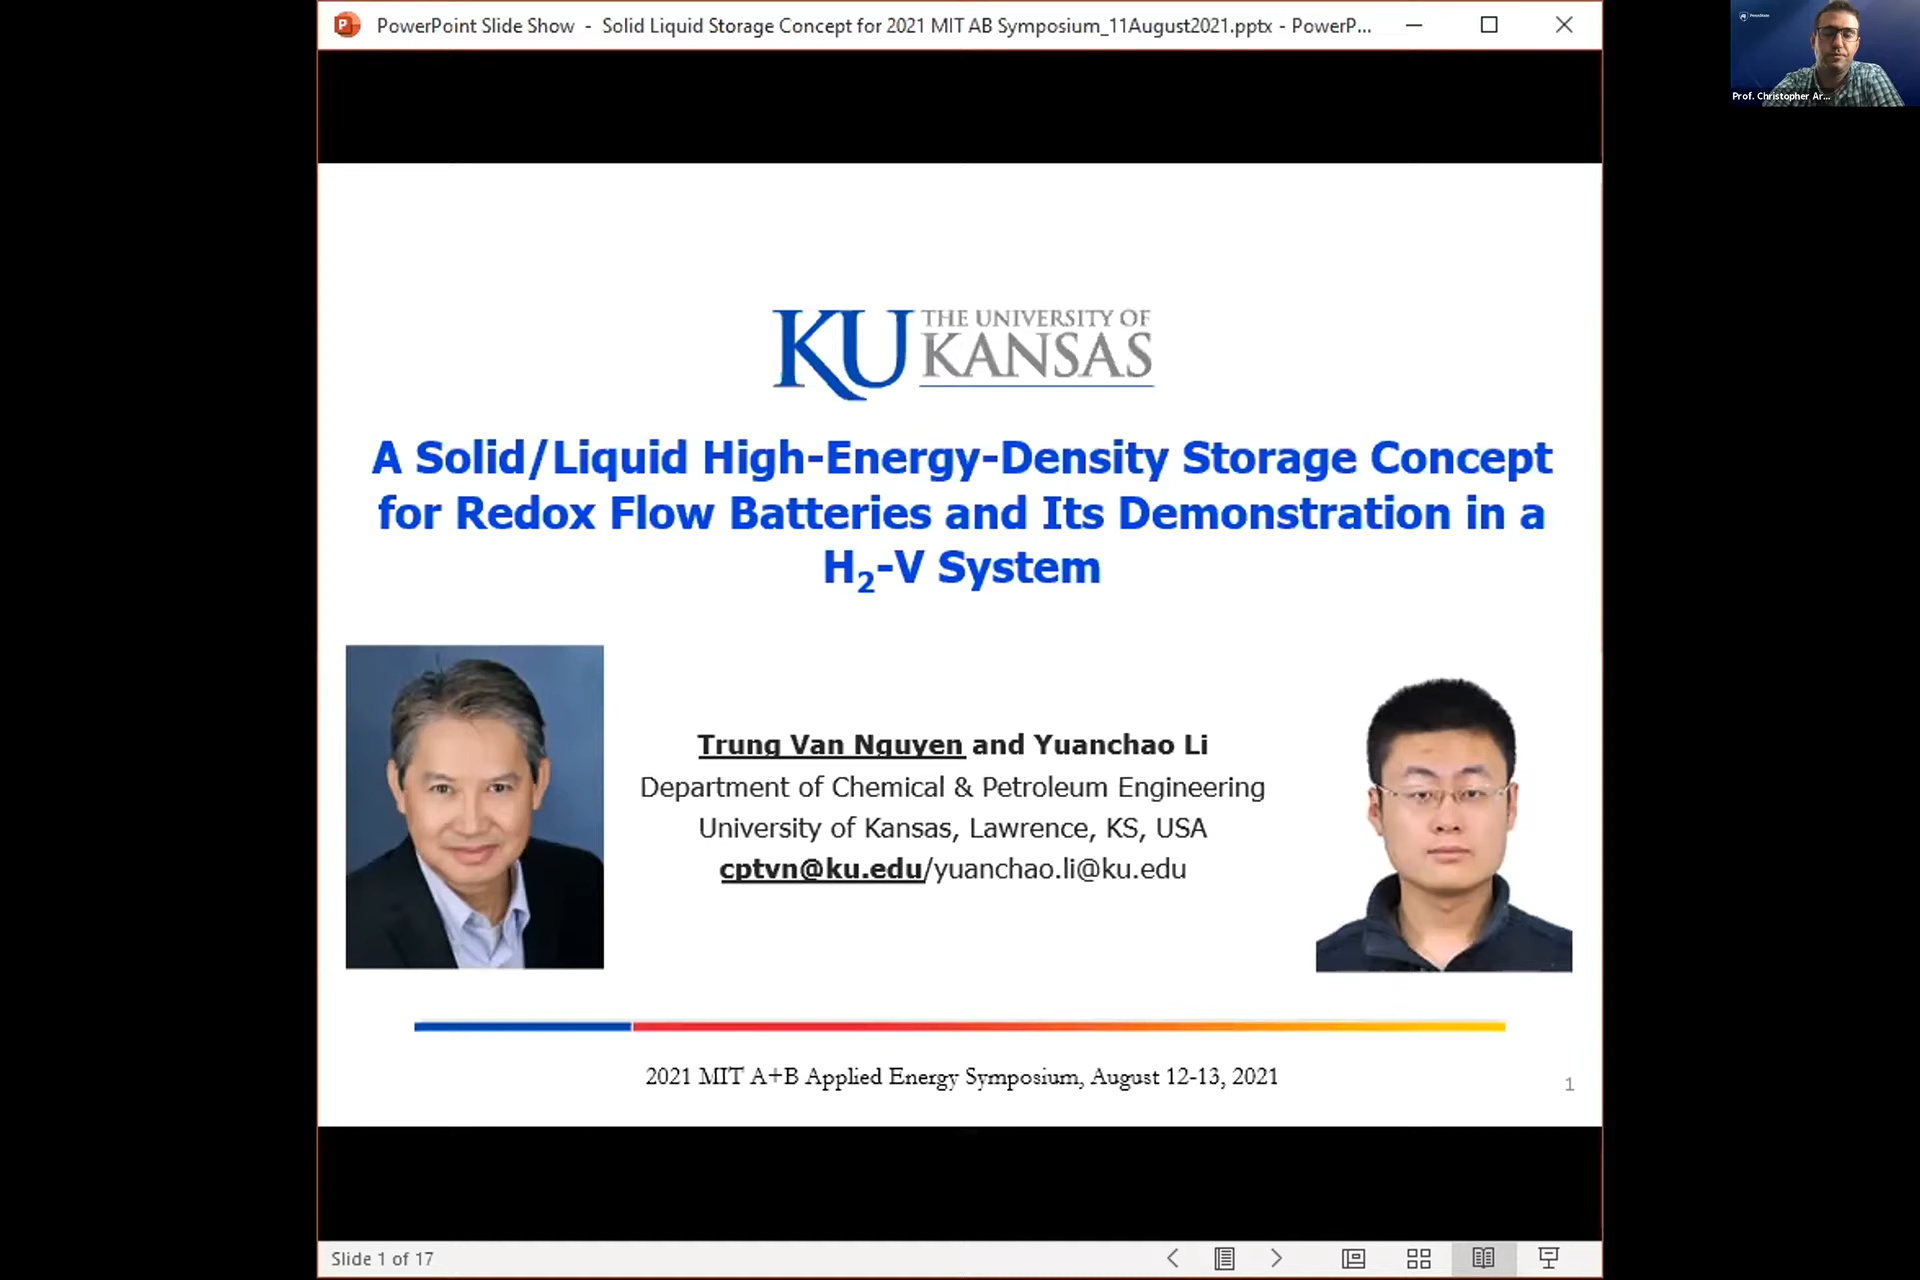 PowerPoint Slide Show - Solid Liquid Storage Concept for 2021 MIT AB Symposium_11August2021.pptx - PowerP...
PennState
Prof. Christopher Ar...
KU THE UNIVERSITY OF
KANSAS
A Solid/Liquid High-Energy-Density Storage Concept
for Redox Flow Batteries and Its Demonstration in a
H₂-V System
Trung Van Nguyen and Yuanchao Li
Department of Chemical & Petroleum Engineering
University of Kansas, Lawrence, KS, USA
cptvn@ku.edu/yuanchao.li@ku.edu
2021 MIT A+B Applied Energy Symposium, August 12-13, 2021
1
Slide 1 of 17